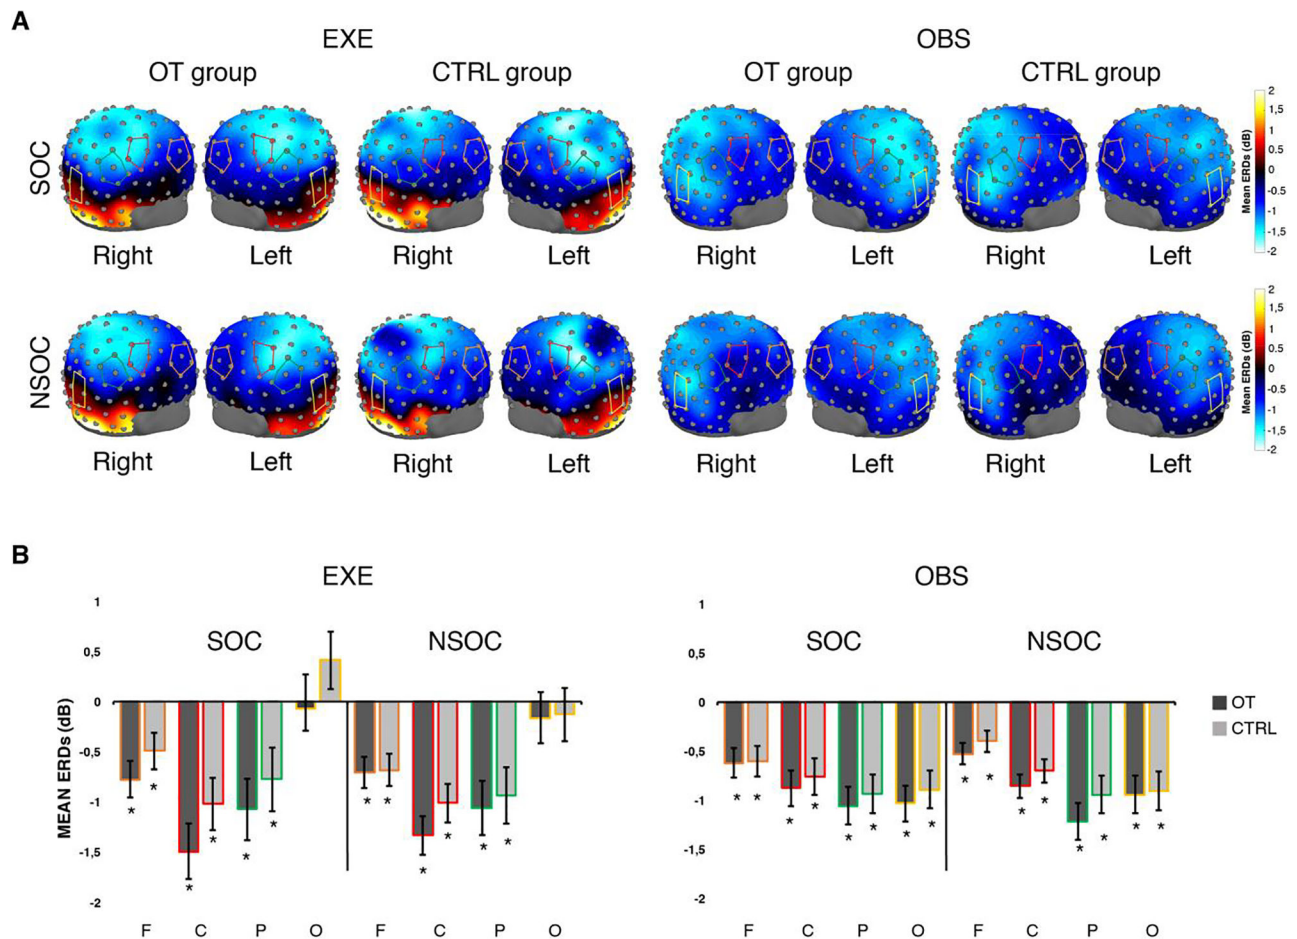 A
EXE OBS
OT group CTRL group OT group CTRL group
SOC
2
1,5
1
0,5
0
-0,5
-1
-1,5
-2
Mean ERDs (dB)
Right Left Right Left Right Left Right Left
NSOC
2
1,5
1
0,5
0
-0,5
-1
-1,5
-2
Mean ERDs (dB)
Right Left Right Left Right Left Right Left
B
EXE OBS
MEAN ERDs (dB)
1
0,5
0
-0,5
-1
-1,5
-2
SOC NSOC
* * * * * * * * * * * *
F C P O F C P O
1
0,5
0
-0,5
-1
-1,5
-2
SOC NSOC
* * * * * * * * * * * * * * * *
F C P O F C P O
OT
CTRL